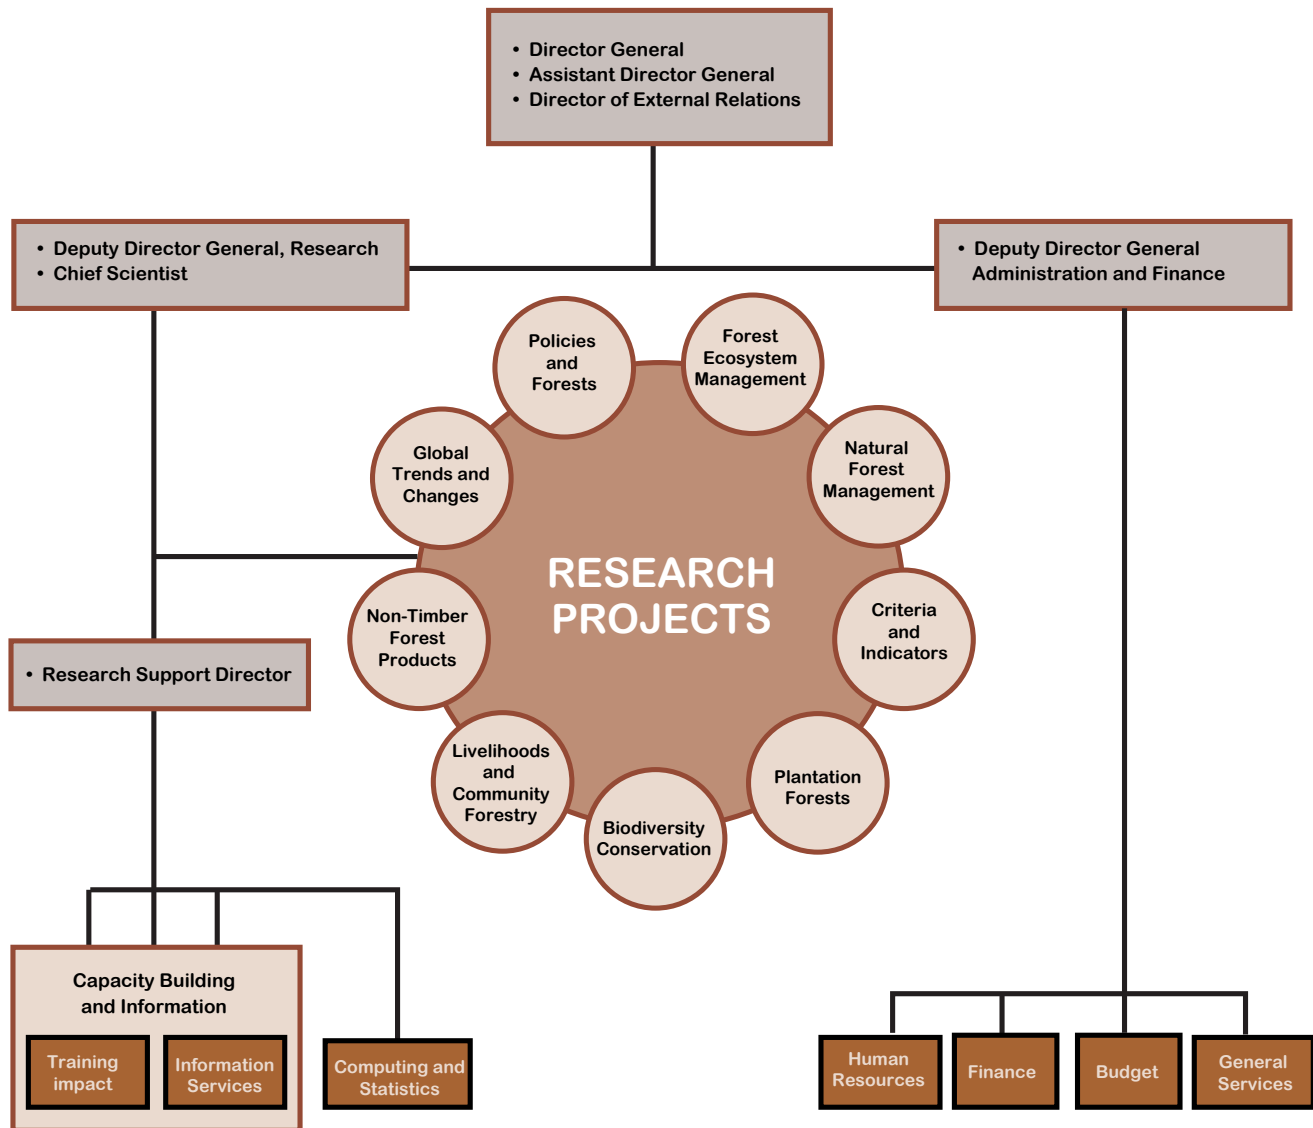 • Director General
• Assistant Director General
• Director of External Relations
• Deputy Director General, Research
• Chief Scientist
• Deputy Director General
Administration and Finance
Policies
and
Forests
Forest
Ecosystem
Management
Global
Trends and
Changes
Natural
Forest
Management
RESEARCH
PROJECTS
Non-Timber
Forest
Products
Criteria
and
Indicators
• Research Support Director
Livelihoods
and
Community
Forestry
Plantation
Forests
Biodiversity
Conservation
Capacity Building
and Information
Training
impact
Information
Services
Computing and
Statistics
Human
Resources
Finance
Budget
General
Services